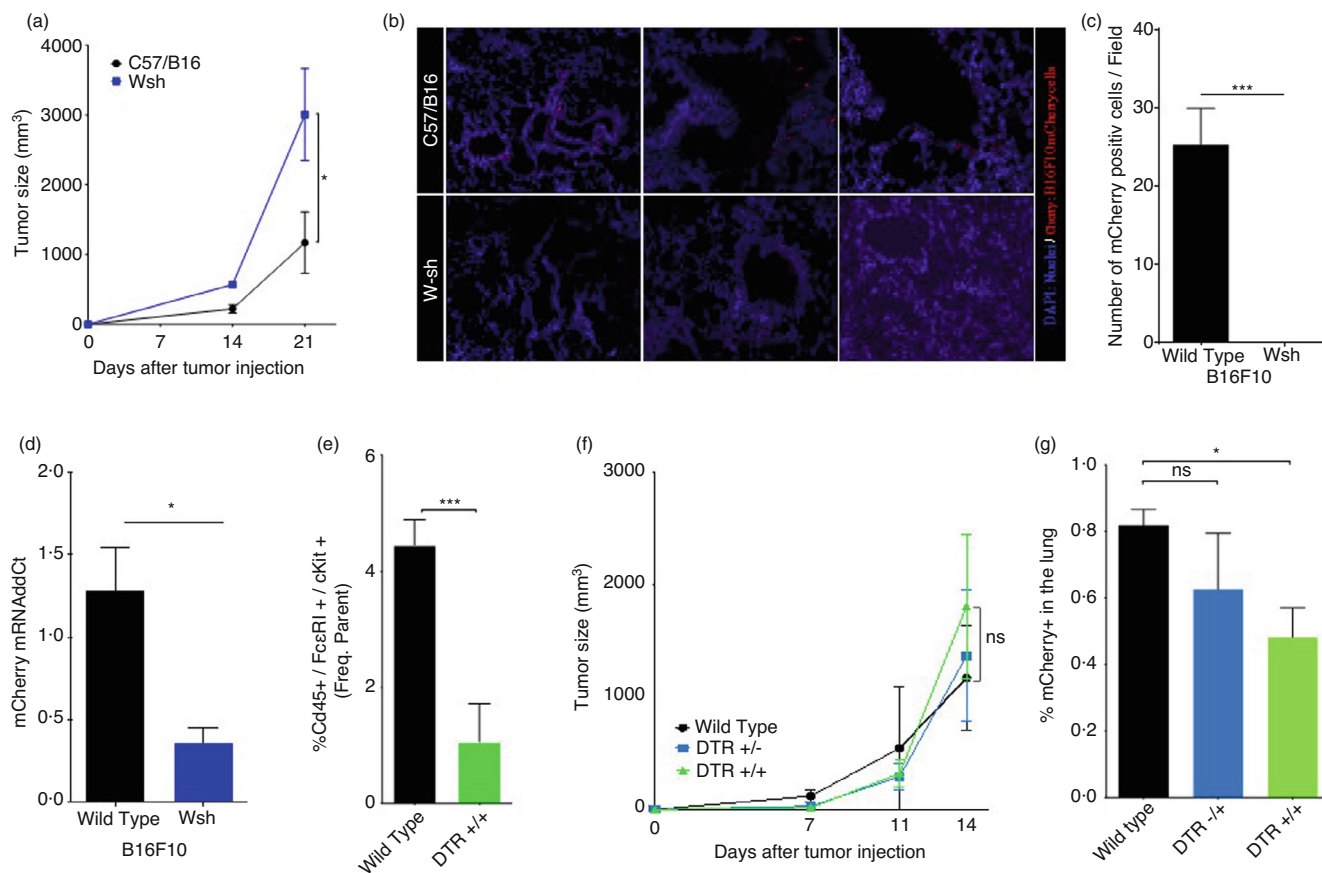 (a)
4000
3000
2000
1000
0
Tumor size (mm³)
C57/B16
Wsh
*
0 7 14 21
Days after tumor injection
(b)
C57/B16
W-sh
DAPI: Nuclei J Cherry: B16F10mCherrycells
(c)
Number of mCherry positiv cells / Field
40
30
20
10
0
***
Wild Type Wsh
B16F10
(d)
mCherry mRNAddCt
2·0
1·5
1·0
0·5
0·0
*
Wild Type Wsh
B16F10
(e)
%Cd45+ / FcεRI + / cKit +
(Freq. Parent)
6
4
2
0
***
Wild Type
DTR +/+
(f)
Tumor size (mm³)
3000
2000
1000
0
Wild Type
DTR +/-
DTR +/+
ns
0 7 11 14
Days after tumor injection
(g)
% mCherry+ in the lung
1·0
0·8
0·6
0·4
0·2
0·0
*
ns
Wild type
DTR -/+
DTR +/+